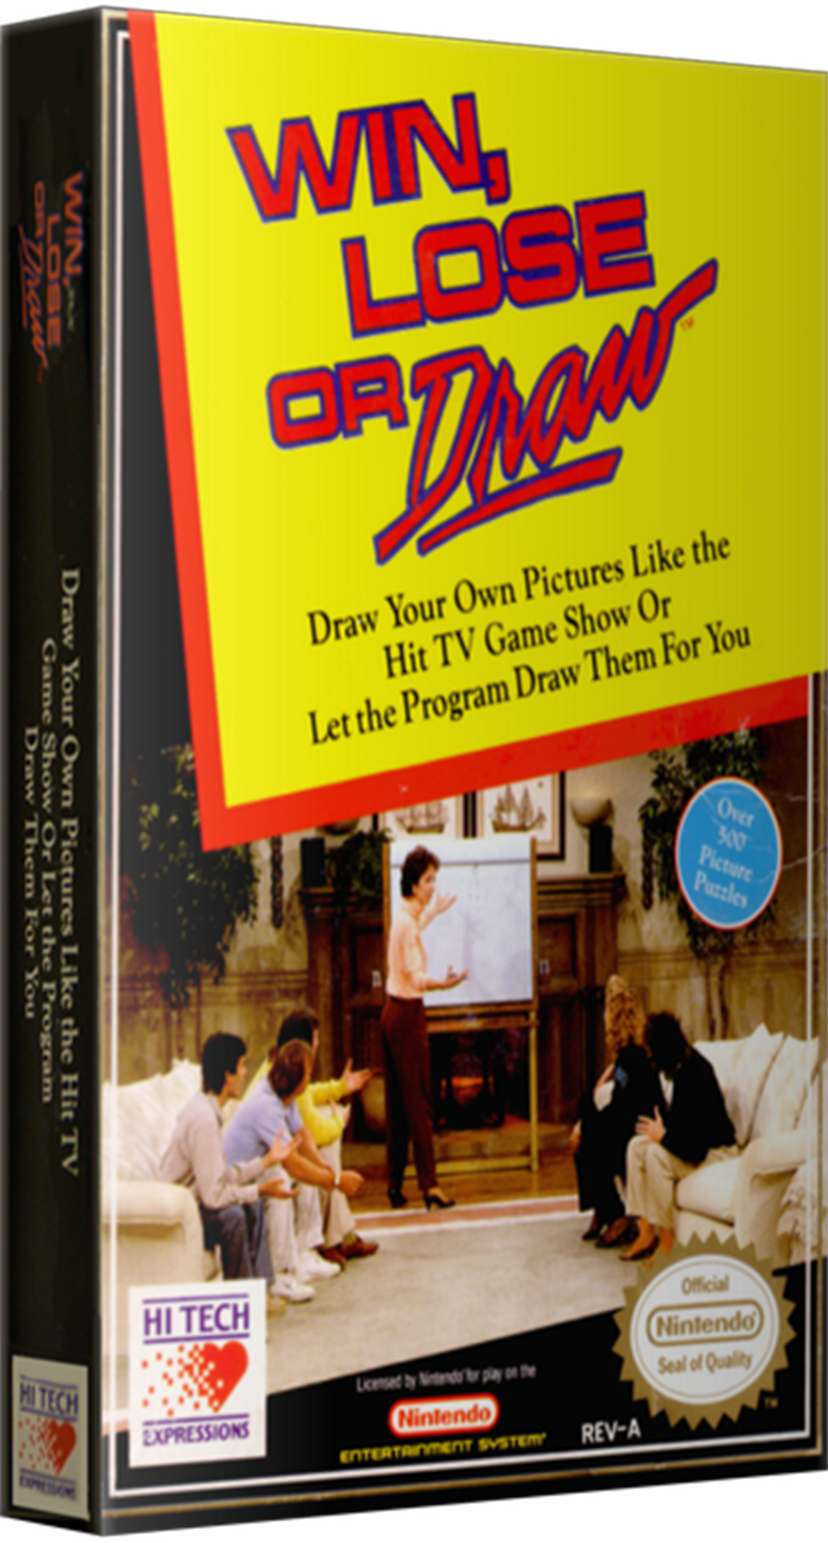 WIN,
LOSE
OR Draw™
Draw Your Own Pictures Like the
Hit TV Game Show Or
Let the Program Draw Them For You
Over
300
Picture
Puzzles
HI TECH
EXPRESSIONS
Licensed by Nintendo® for play on the
Nintendo
ENTERTAINMENT SYSTEM®
REV-A
Official
Nintendo®
Seal of Quality
TM
WIN,
LOSE
OR Draw
Draw Your Own Pictures Like the Hit TV
Game Show Or Let the Program
Draw Them For You
HI TECH
EXPRESSIONS